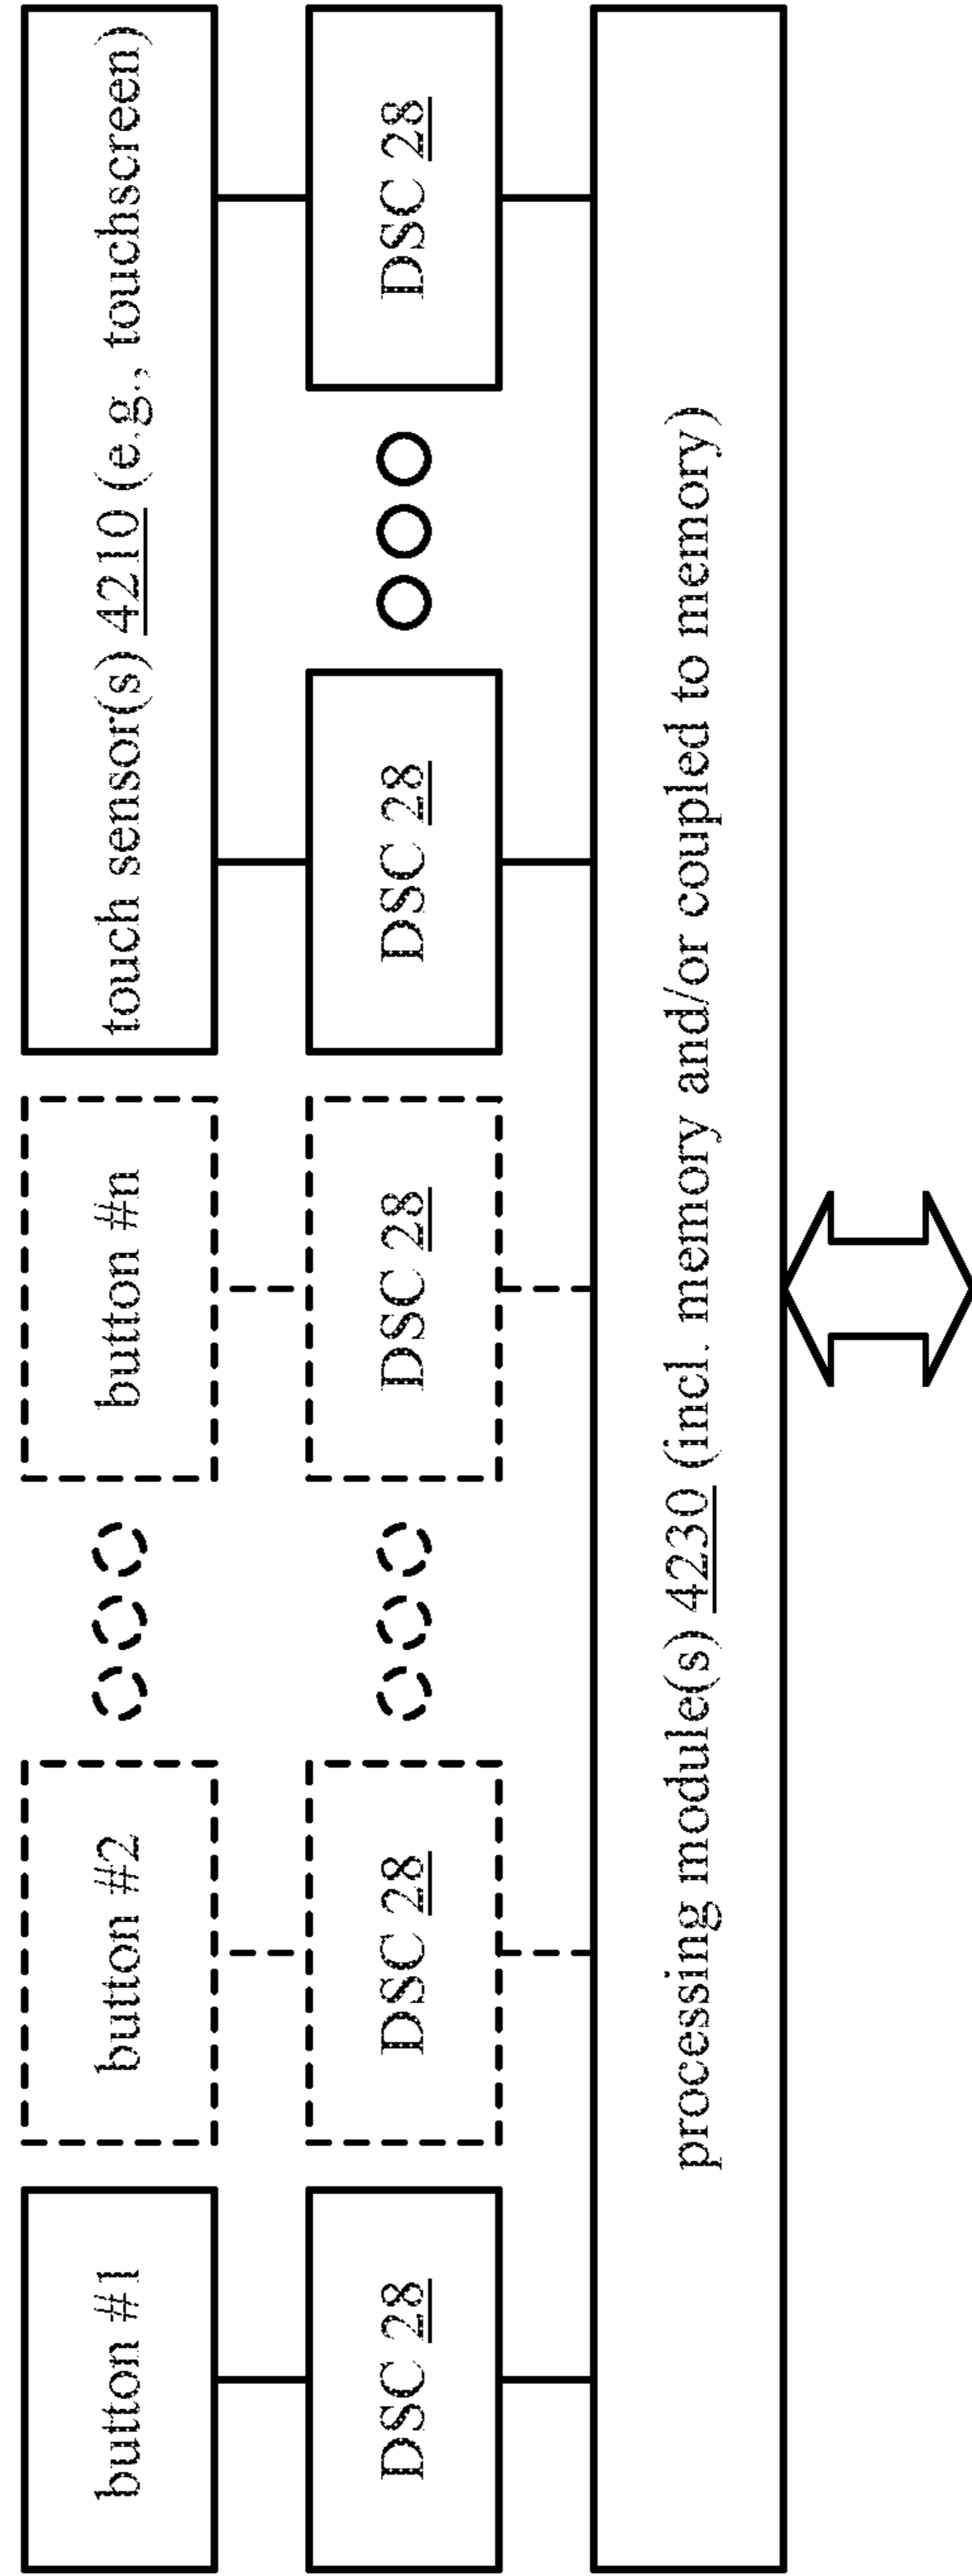 button #1
button #2
button #n
touch sensor(s) 4210 (e.g., touchscreen)
DSC 28
DSC 28
DSC 28
DSC 28
DSC 28
processing module(s) 4230 (incl. memory and/or coupled to memory)